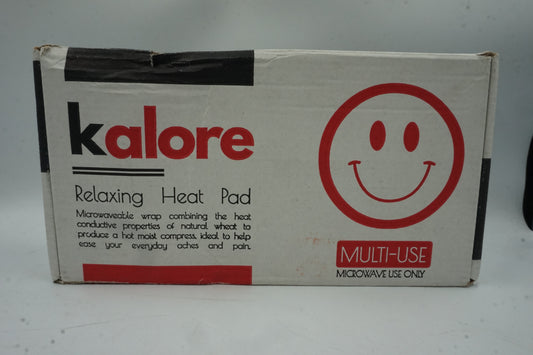 kalore
Relaxing Heat Pad
Microwaveable wrap combining the heat
conductive properties of natural wheat to
produce a hot moist compress, ideal to help
ease your everyday aches and pain.
MULTI-USE
MICROWAVE USE ONLY